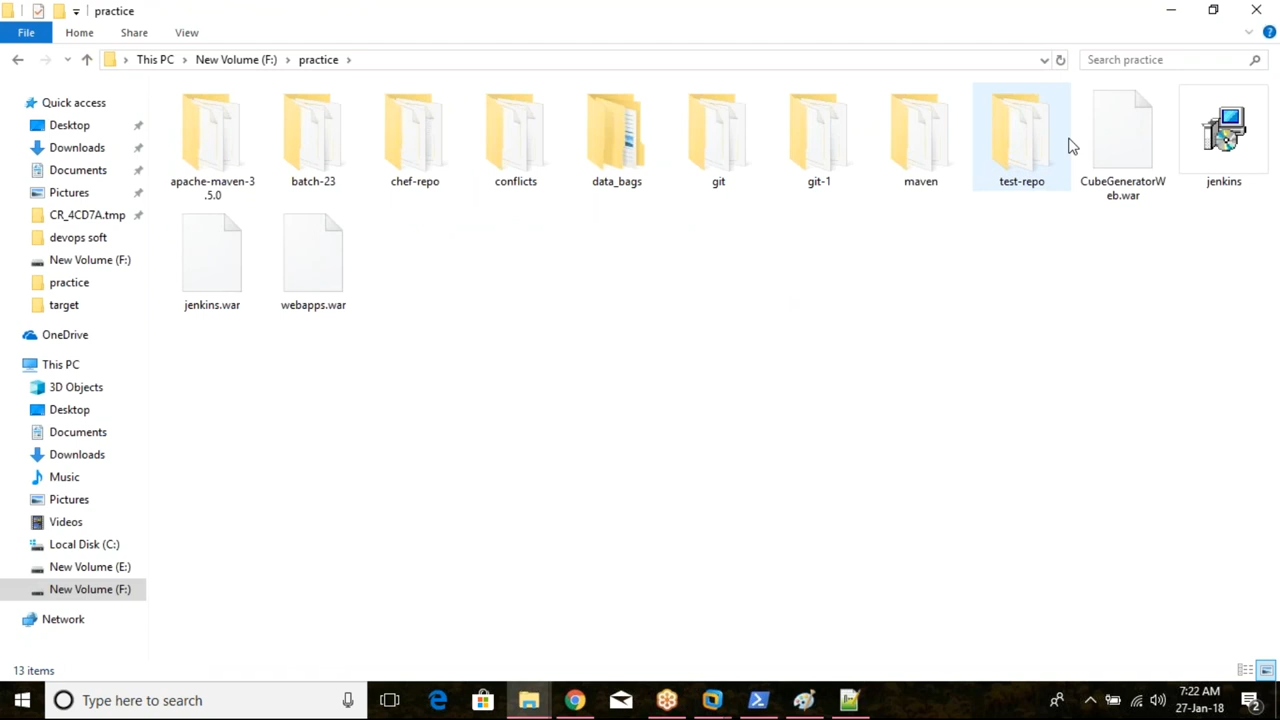 practice
File
Home
Share
View
This PC
New Volume (F:)
practice
Search practice
Quick access
Desktop
Downloads
Documents
Pictures
CR_4CD7A.tmp
devops soft
New Volume (F:)
practice
target
OneDrive
This PC
3D Objects
Desktop
Documents
Downloads
Music
Pictures
Videos
Local Disk (C:)
New Volume (E:)
New Volume (F:)
Network
apache-maven-3
.5.0
batch-23
chef-repo
conflicts
data_bags
git
git-1
maven
test-repo
CubeGeneratorW
eb.war
jenkins
jenkins.war
webapps.war
13 items
Type here to search
7:22 AM
27-Jan-18
2